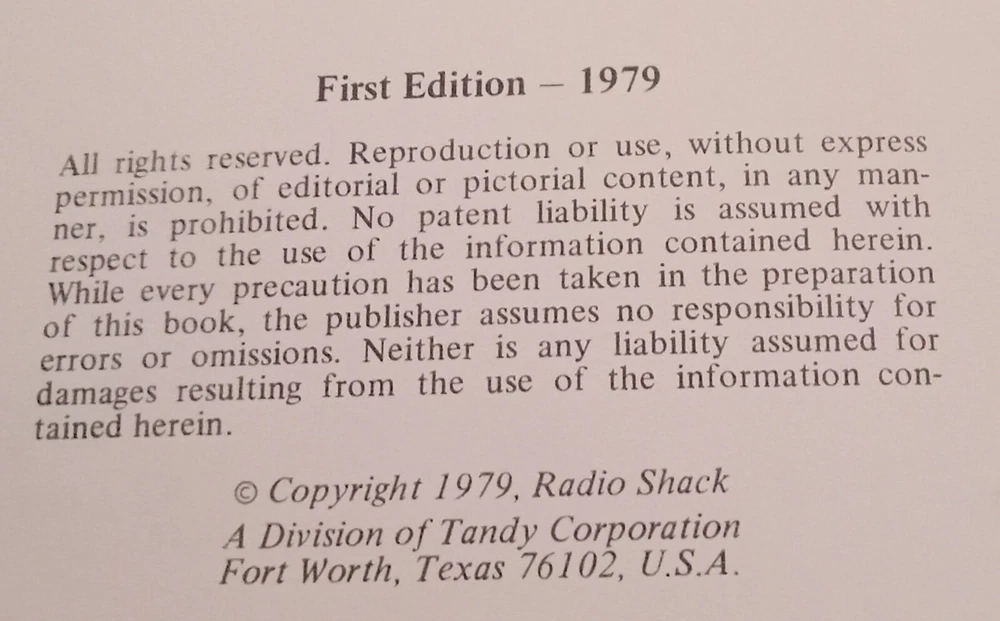 First Edition – 1979
All rights reserved. Reproduction or use, without express
permission, of editorial or pictorial content, in any man-
ner, is prohibited. No patent liability is assumed with
respect to the use of the information contained herein.
While every precaution has been taken in the preparation
of this book, the publisher assumes no responsibility for
errors or omissions. Neither is any liability assumed for
damages resulting from the use of the information con-
tained herein.
© Copyright 1979, Radio Shack
A Division of Tandy Corporation
Fort Worth, Texas 76102, U.S.A.